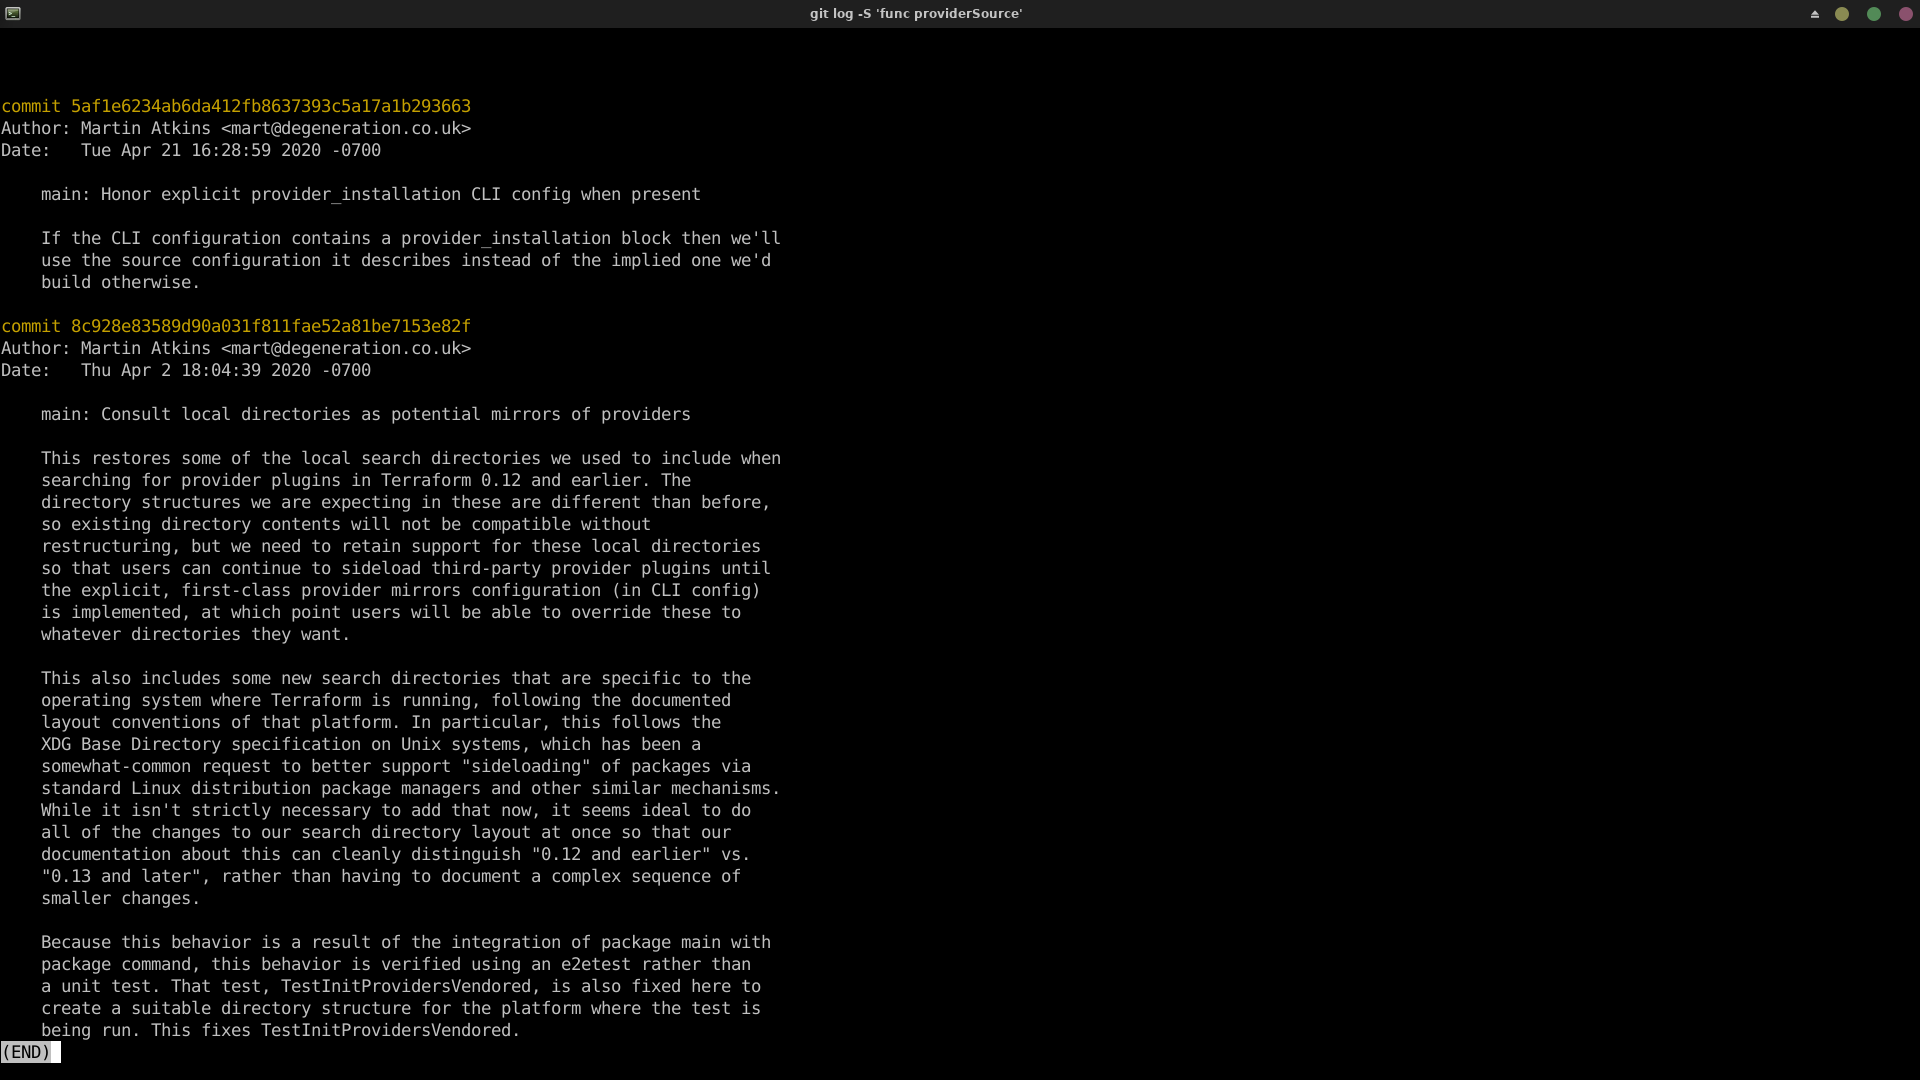 git log -S 'func providerSource'
commit 5af1e6234ab6da412fb8637393c5a17a1b293663
Author: Martin Atkins <mart@degeneration.co.uk>
Date:   Tue Apr 21 16:28:59 2020 -0700
main: Honor explicit provider_installation CLI config when present
If the CLI configuration contains a provider_installation block then we'll
use the source configuration it describes instead of the implied one we'd
build otherwise.
commit 8c928e83589d90a031f811fae52a81be7153e82f
Author: Martin Atkins <mart@degeneration.co.uk>
Date:   Thu Apr 2 18:04:39 2020 -0700
main: Consult local directories as potential mirrors of providers
This restores some of the local search directories we used to include when
searching for provider plugins in Terraform 0.12 and earlier. The
directory structures we are expecting in these are different than before,
so existing directory contents will not be compatible without
restructuring, but we need to retain support for these local directories
so that users can continue to sideload third-party provider plugins until
the explicit, first-class provider mirrors configuration (in CLI config)
is implemented, at which point users will be able to override these to
whatever directories they want.
This also includes some new search directories that are specific to the
operating system where Terraform is running, following the documented
layout conventions of that platform. In particular, this follows the
XDG Base Directory specification on Unix systems, which has been a
somewhat-common request to better support "sideloading" of packages via
standard Linux distribution package managers and other similar mechanisms.
While it isn't strictly necessary to add that now, it seems ideal to do
all of the changes to our search directory layout at once so that our
documentation about this can cleanly distinguish "0.12 and earlier" vs.
"0.13 and later", rather than having to document a complex sequence of
smaller changes.
Because this behavior is a result of the integration of package main with
package command, this behavior is verified using an e2etest rather than
a unit test. That test, TestInitProvidersVendored, is also fixed here to
create a suitable directory structure for the platform where the test is
being run. This fixes TestInitProvidersVendored.
(END)